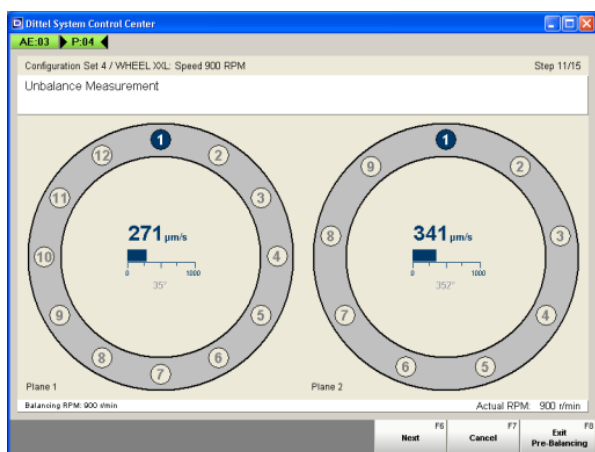 Dittel System Control Center
AE:03 P:04
Configuration Set 4 / WHEEL XXL: Speed 900 RPM Step 11/15
Unbalance Measurement
1
2
3
4
5
6
7
8
9
10
11
12
271 µm/s
0 1000
35°
Plane 1
1
2
3
4
5
6
7
8
9
341 µm/s
0 1000
352°
Plane 2
Balancing RPM: 900 r/min Actual RPM: 900 r/min
F6 F7 F8
Next Cancel Exit
Pre-Balancing